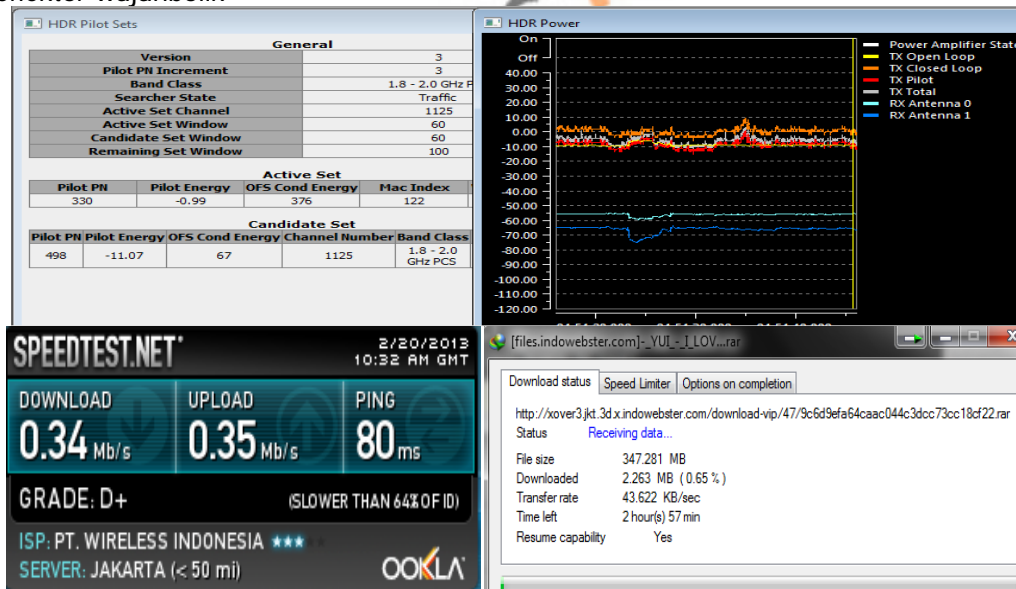 HDR Pilot Sets
General
Version 3
Pilot PN Increment 3
Band Class 1.8 - 2.0 GHz P
Searcher State Traffic
Active Set Channel 1125
Active Set Window 60
Candidate Set Window 60
Remaining Set Window 100
Active Set
Pilot PN Pilot Energy OFS Cond Energy Mac Index
330 -0.99 376 122
Candidate Set
Pilot PN Pilot Energy OFS Cond Energy Channel Number Band Class
498 -11.07 67 1125 1.8 - 2.0
GHz PCS
HDR Power
On
Off
40.00
30.00
20.00
10.00
0.00
-10.00
-20.00
-30.00
-40.00
-50.00
-60.00
-70.00
-80.00
-90.00
-100.00
-110.00
-120.00
Power Amplifier State
TX Open Loop
TX Closed Loop
TX Pilot
TX Total
RX Antenna 0
RX Antenna 1
SPEEDTEST.NET
2/20/2013
10:32 AM GMT
DOWNLOAD UPLOAD PING
0.34 Mb/s 0.35 Mb/s 80 ms
GRADE: D+ (SLOWER THAN 64% OF ID)
ISP: PT. WIRELESS INDONESIA ★★★
SERVER: JAKARTA (< 50 mi) OOKLA
[files.indowebster.com]-_YUI_-_I_LOV...rar
Download status Speed Limiter Options on completion
http://xover3.jkt.3d.x.indowebster.com/download-vip/47/9c6d9efa64caac044c3dcc73cc18cf22.rar
Status Receiving data...
File size 347.281 MB
Downloaded 2.263 MB ( 0.65 % )
Transfer rate 43.622 KB/sec
Time left 2 hour(s) 57 min
Resume capability Yes